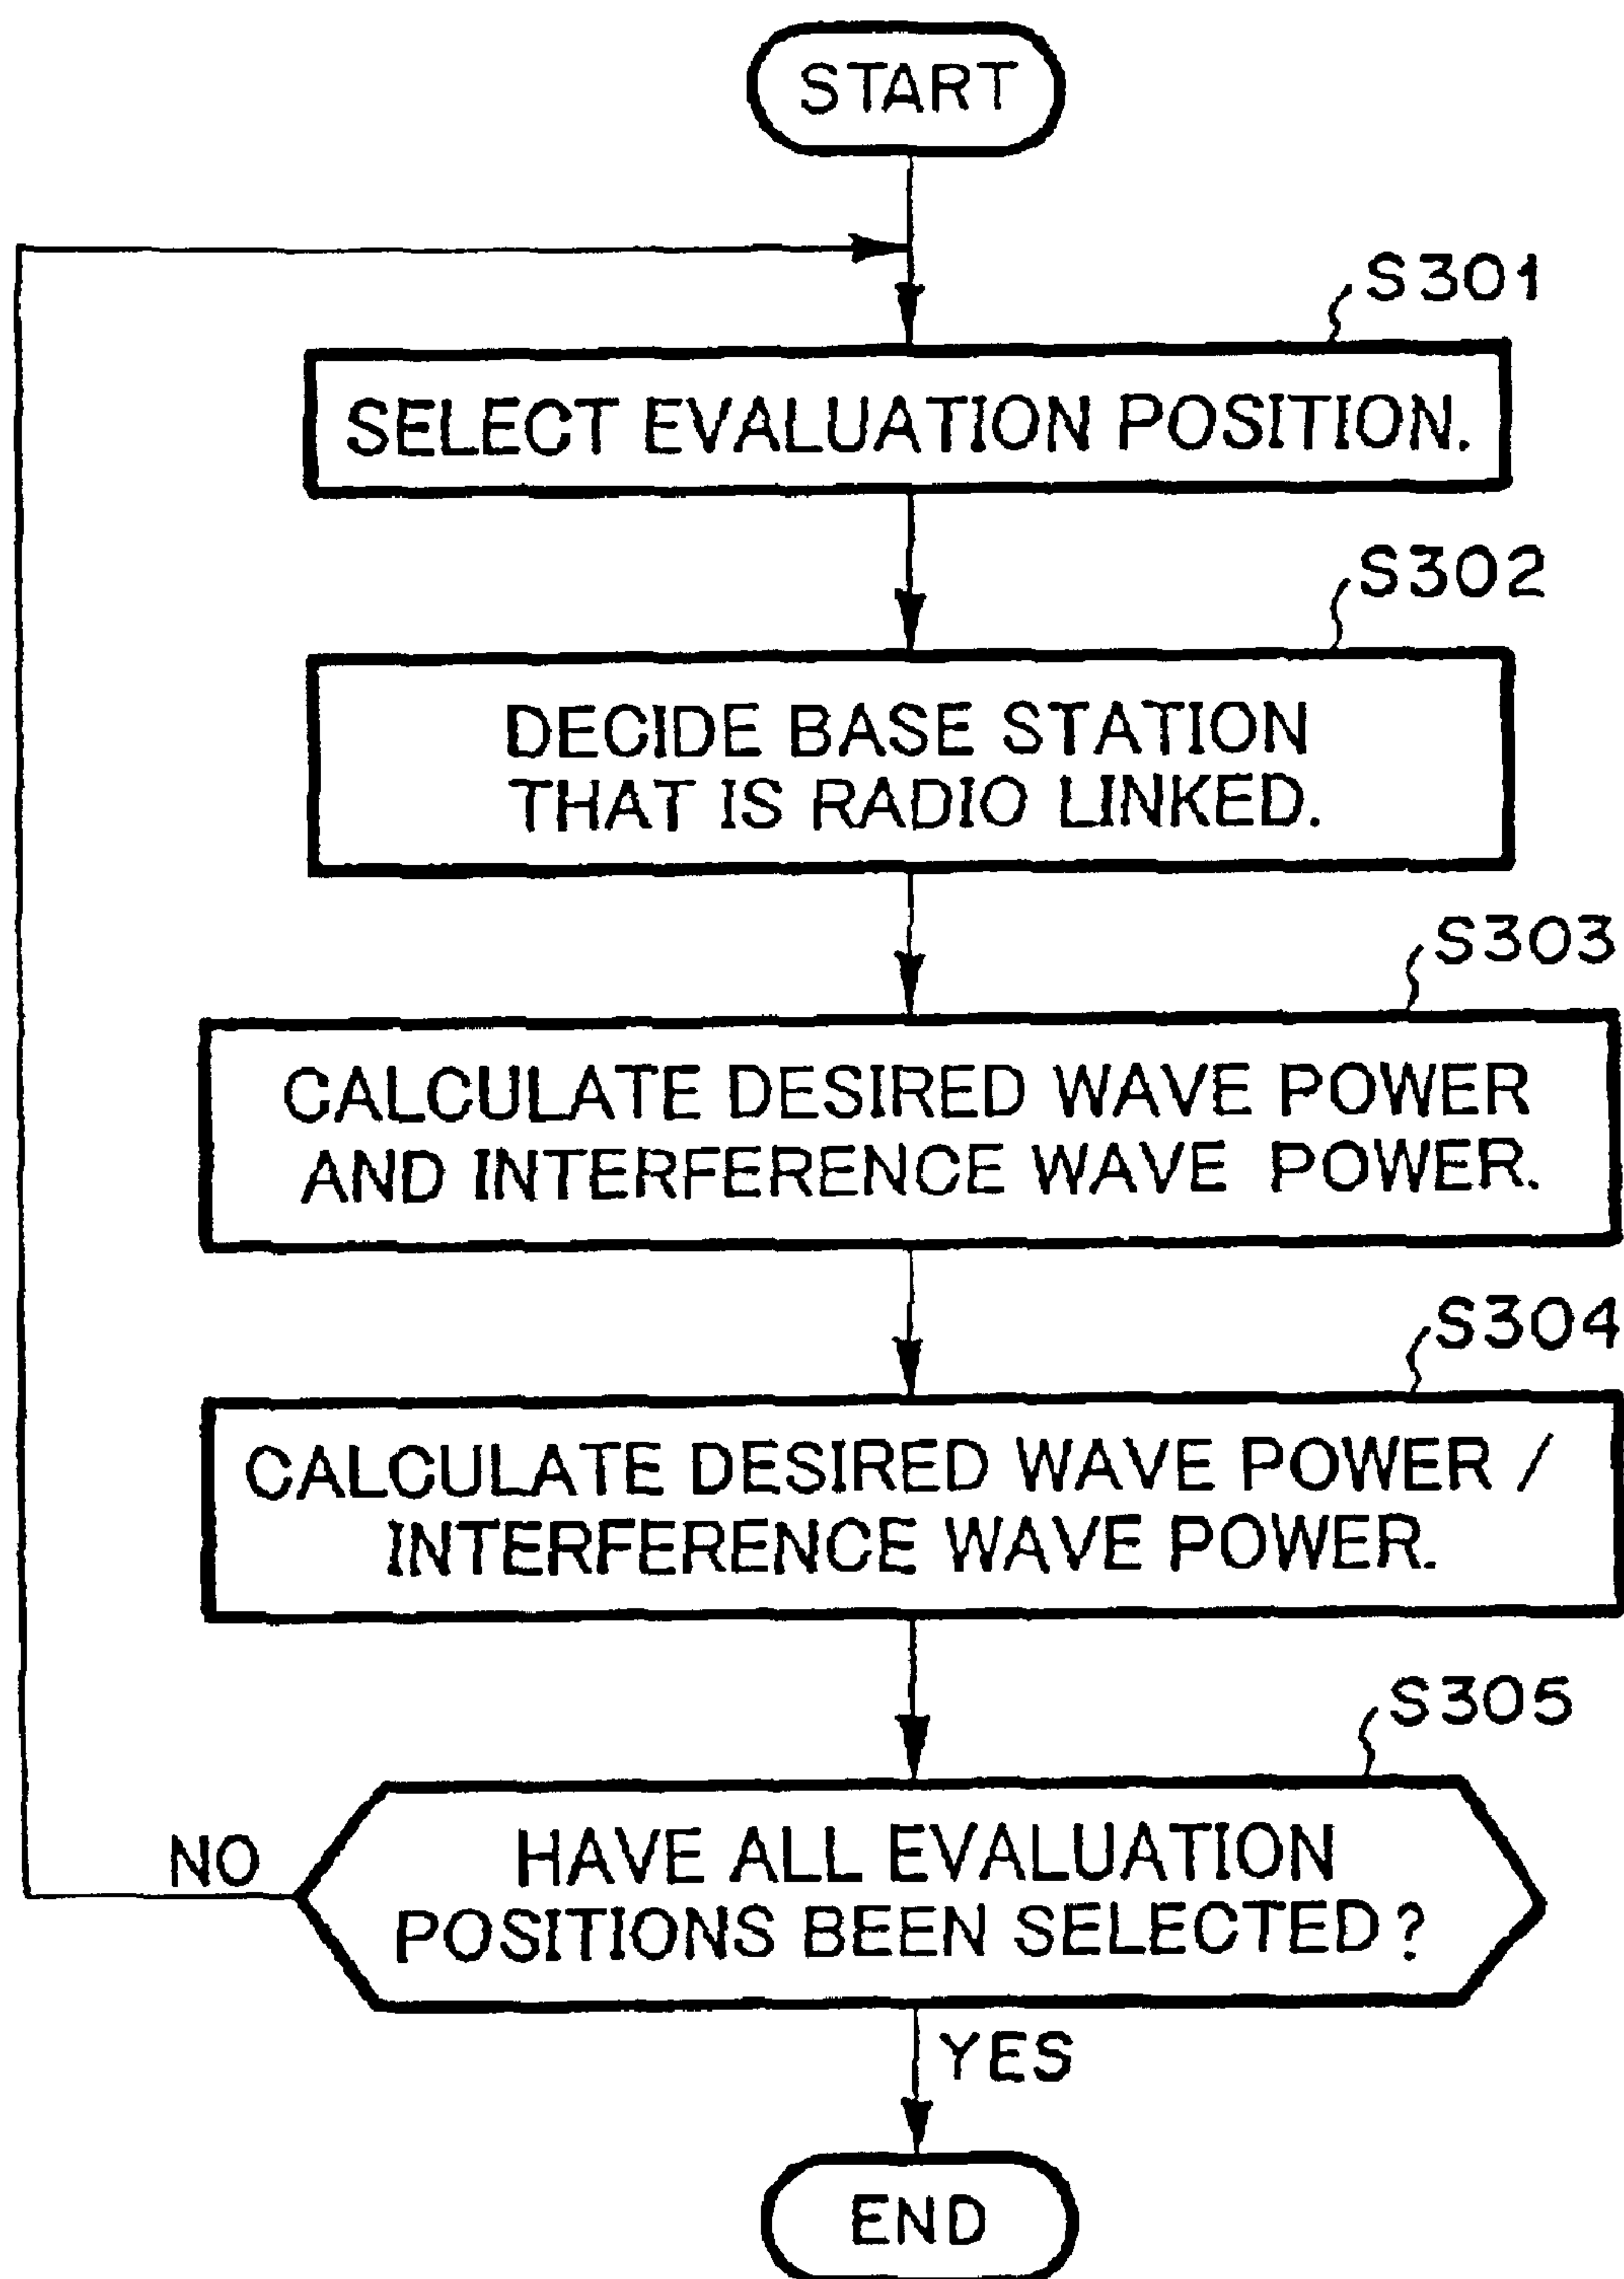 START
S301
SELECT EVALUATION POSITION.
S302
DECIDE BASE STATION
THAT IS RADIO LINKED.
S303
CALCULATE DESIRED WAVE POWER
AND INTERFERENCE WAVE POWER.
S304
CALCULATE DESIRED WAVE POWER /
INTERFERENCE WAVE POWER.
S305
HAVE ALL EVALUATION
POSITIONS BEEN SELECTED?
NO
YES
END